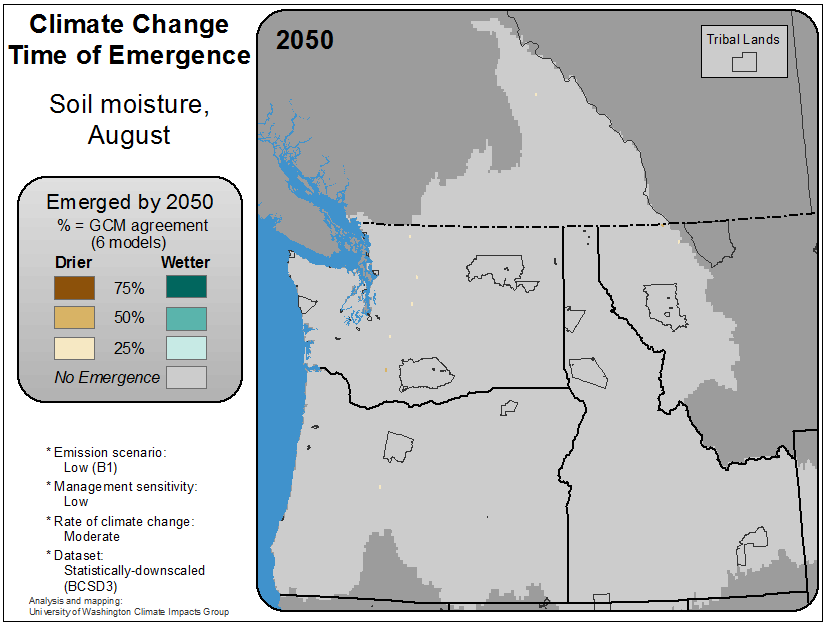 Climate Change
Time of Emergence
Soil moisture,
August
Emerged by 2050
% = GCM agreement
(6 models)
Drier
Wetter
75%
50%
25%
No Emergence
* Emission scenario:
Low (B1)
* Management sensitivity:
Low
* Rate of climate change:
Moderate
* Dataset:
Statistically-downscaled
(BCSD3)
Analysis and mapping:
University of Washington Climate Impacts Group
2050
Tribal Lands